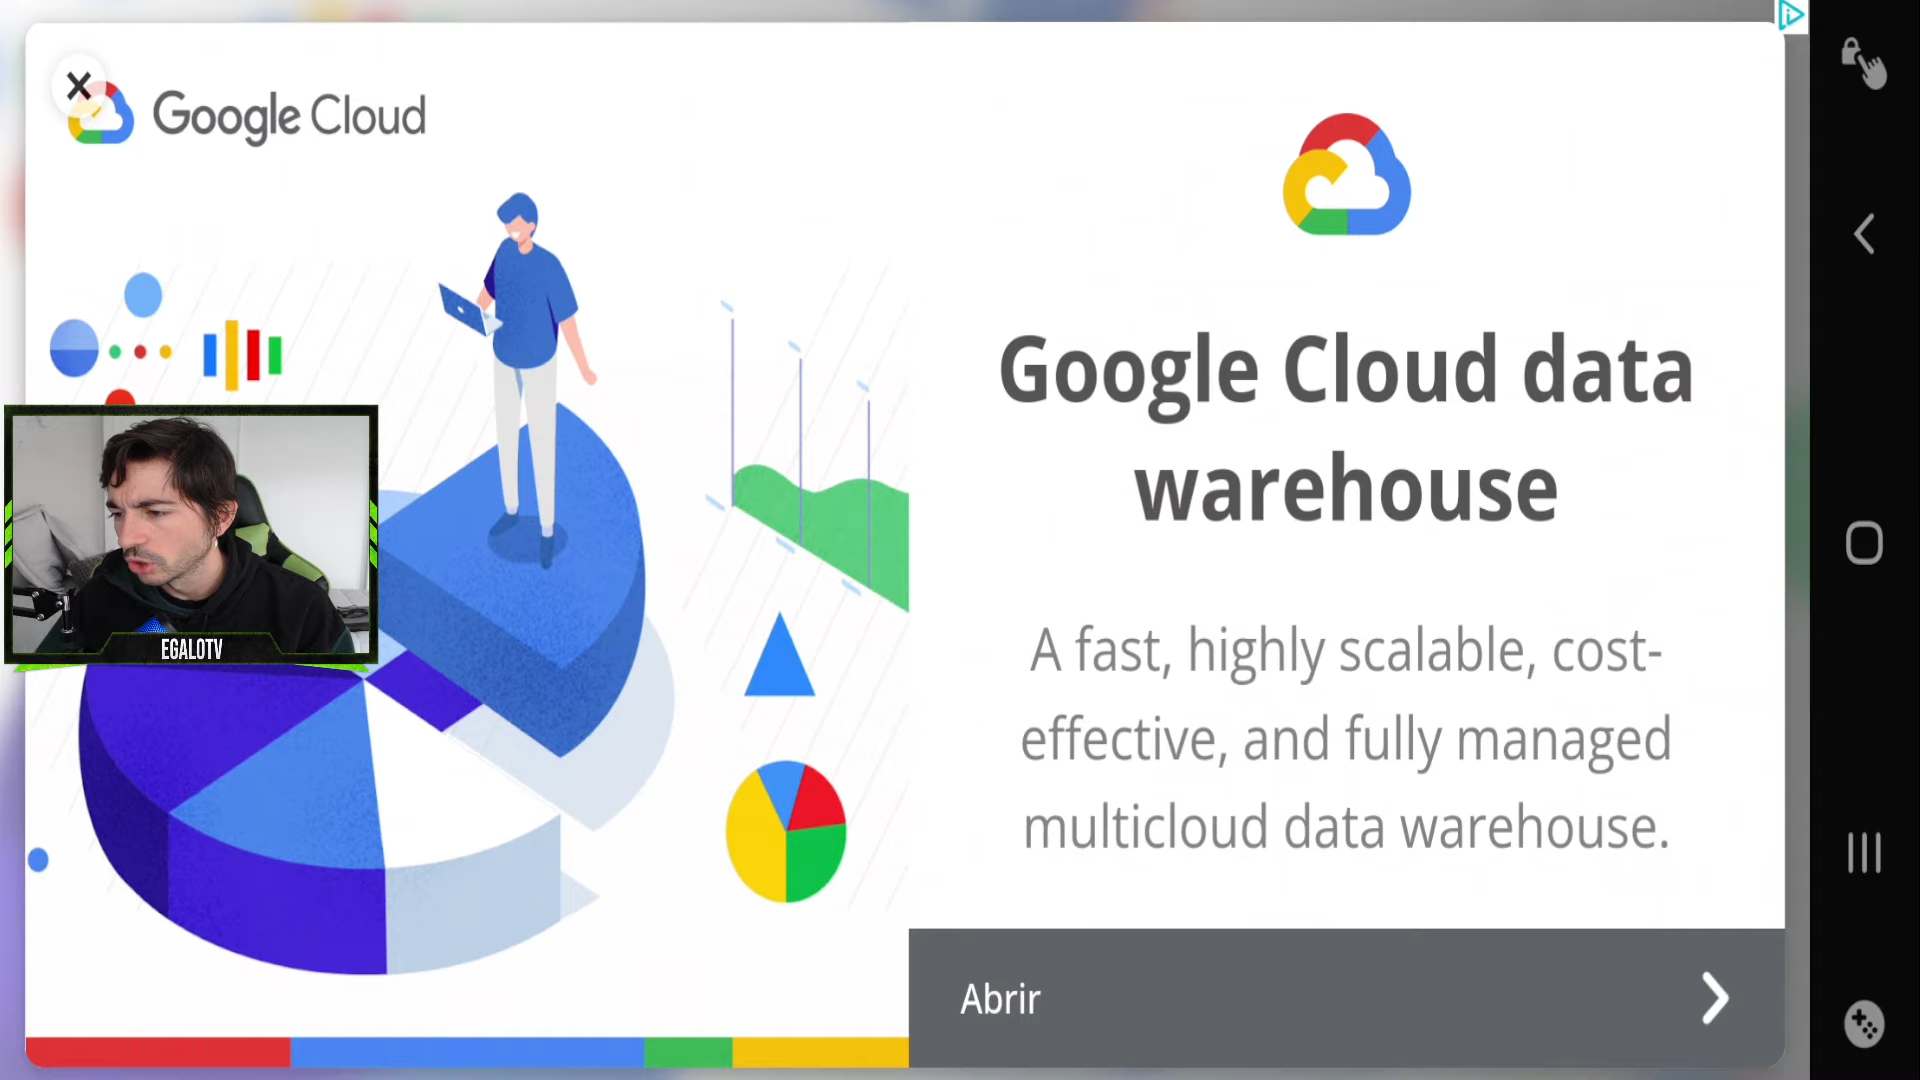 Google Cloud
Google Cloud data
warehouse
A fast, highly scalable, cost-
effective, and fully managed
multicloud data warehouse.
EGALOTV
Abrir